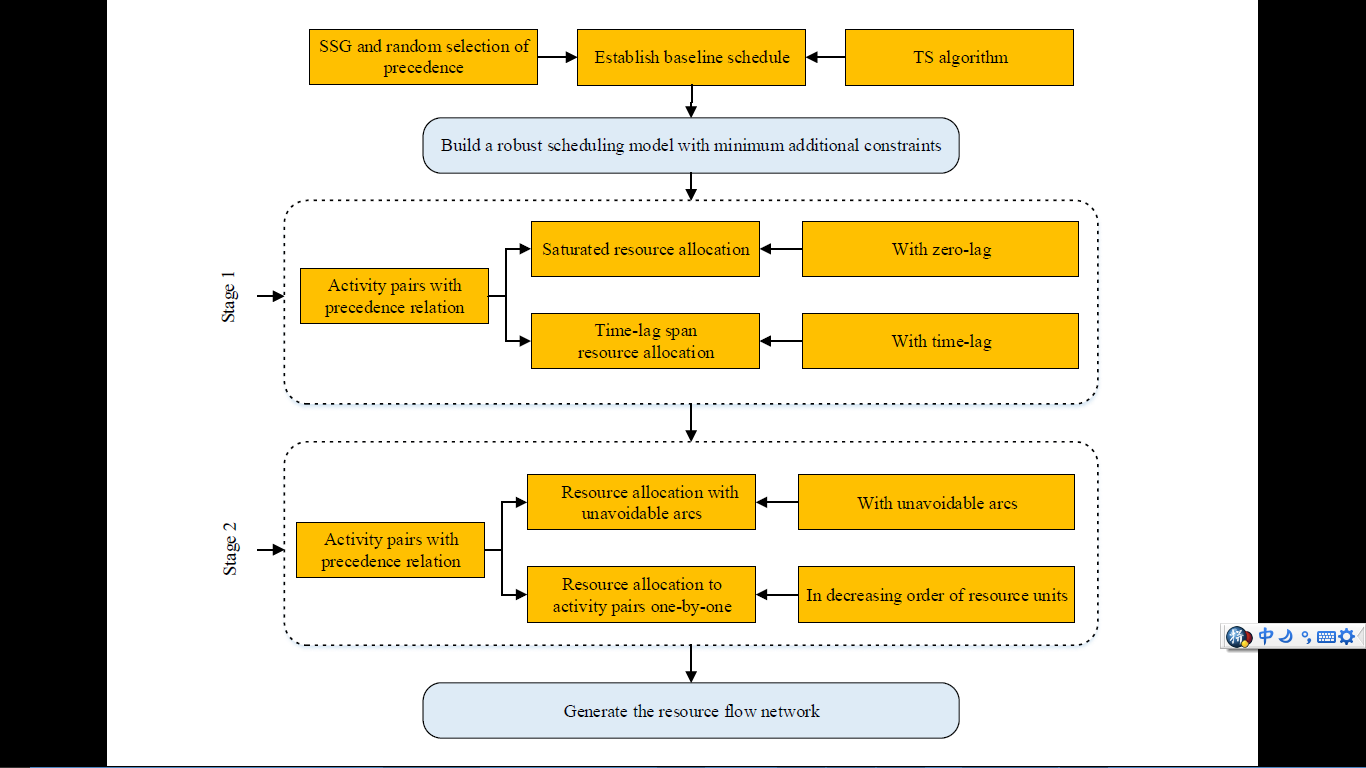 SSG and random selection of
precedence
Establish baseline schedule
TS algorithm
Build a robust scheduling model with minimum additional constraints
Stage 1
Activity pairs with
precedence relation
Saturated resource allocation
With zero-lag
Time-lag span
resource allocation
With time-lag
Stage 2
Activity pairs with
precedence relation
Resource allocation with
unavoidable arcs
With unavoidable arcs
Resource allocation to
activity pairs one-by-one
In decreasing order of resource units
拼 中
Generate the resource flow network